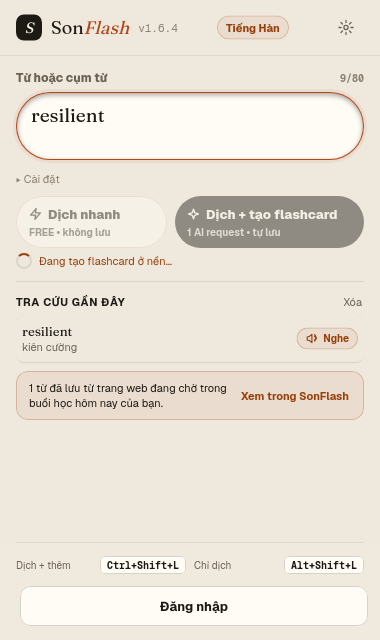 S SonFlash v1.6.4 Tiếng Hàn
Từ hoặc cụm từ 9/80
resilient
▸ Cài đặt
Dịch nhanh
FREE • không lưu
Dịch + tạo flashcard
1 AI request • tự lưu
Đang tạo flashcard ở nền…
TRA CỨU GẦN ĐÂY Xóa
resilient
kiên cường
Nghe
1 từ đã lưu từ trang web đang chờ trong
buổi học hôm nay của bạn.
Xem trong SonFlash
Dịch + thêm Ctrl+Shift+L Chỉ dịch Alt+Shift+L
Đăng nhập